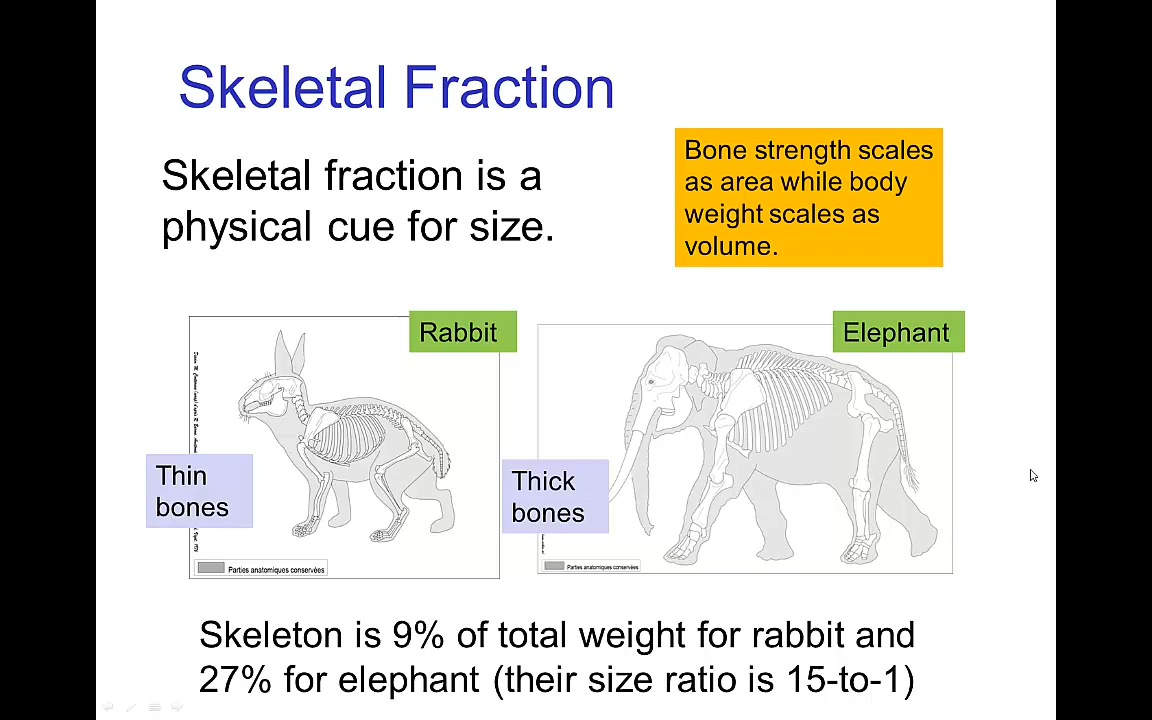 Skeletal Fraction
Skeletal fraction is a
physical cue for size.
Bone strength scales
as area while body
weight scales as
volume.
Rabbit
Elephant
Thin
bones
Thick
bones
Parties anatomiques conservées
Parties anatomiques conservées
Skeleton is 9% of total weight for rabbit and
27% for elephant (their size ratio is 15-to-1)